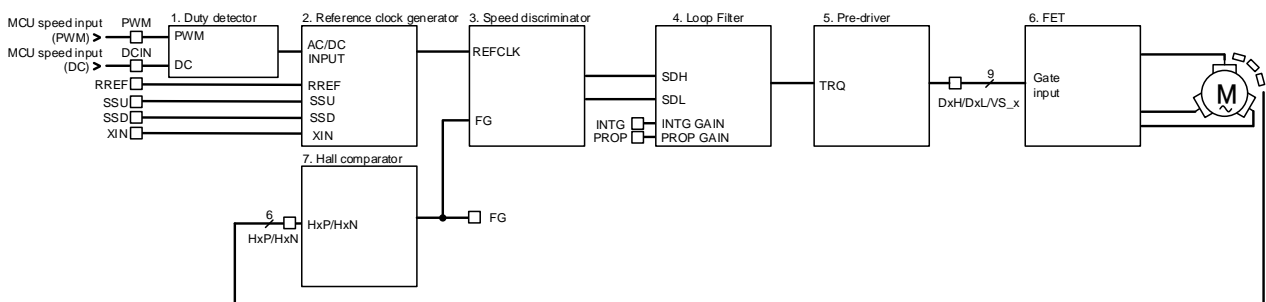 MCU speed input
(PWM)
PWM
MCU speed input
(DC)
DCIN
RREF
SSU
SSD
XIN
1. Duty detector
PWM
DC
2. Reference clock generator
AC/DC
INPUT
RREF
SSU
SSD
XIN
3. Speed discriminator
REFCLK
FG
4. Loop Filter
SDH
SDL
INTG
INTG GAIN
PROP
PROP GAIN
5. Pre-driver
TRQ
9
DxH/DxL/VS_x
6. FET
Gate
input
M
7. Hall comparator
6
HxP/HxN
HxP/HxN
FG